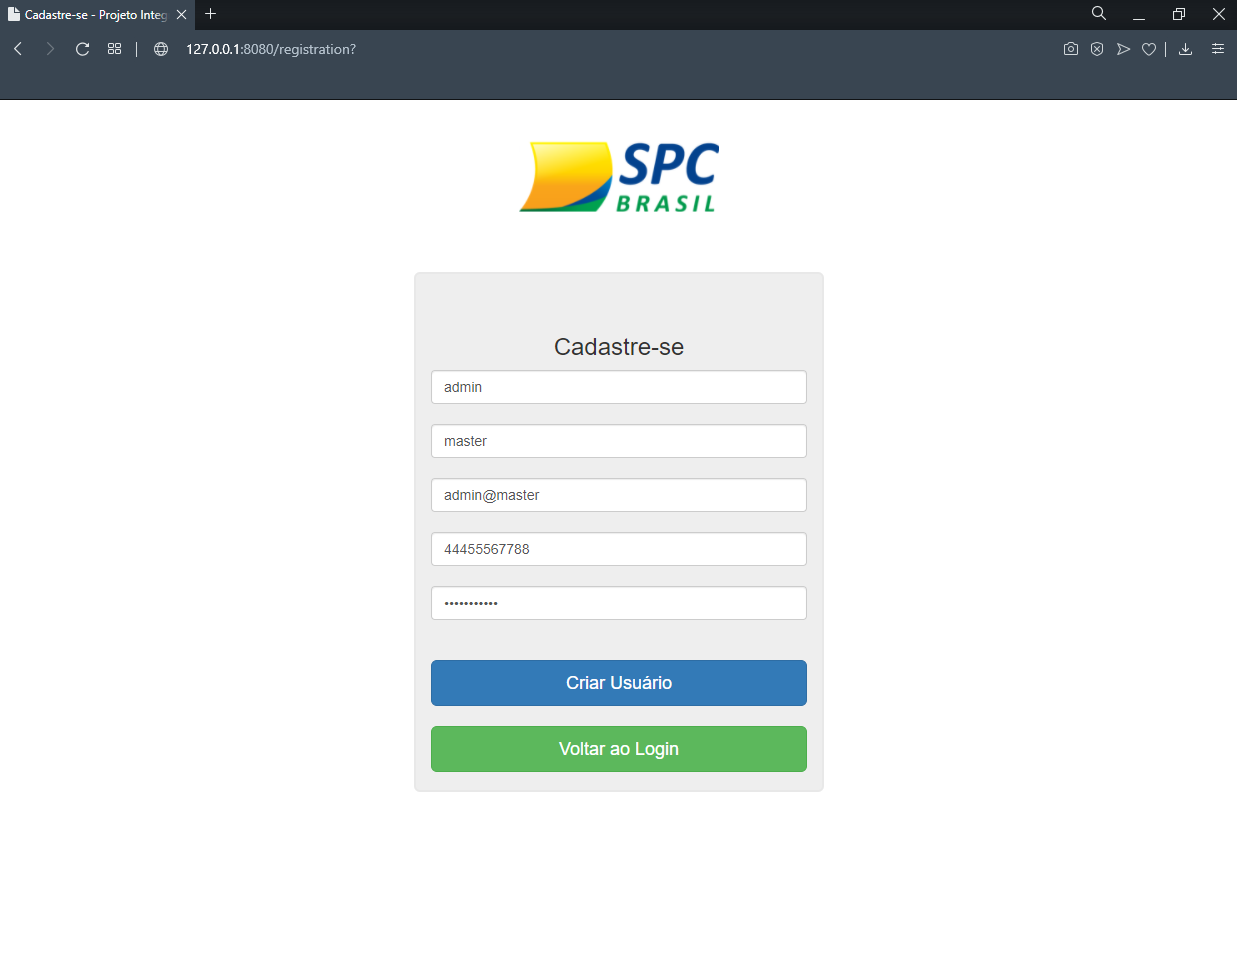 Cadastre-se - Projeto Integ
127.0.0.1:8080/registration?
SPC
BRASIL
Cadastre-se
admin
master
admin@master
44455567788
•••••••••••
Criar Usuário
Voltar ao Login